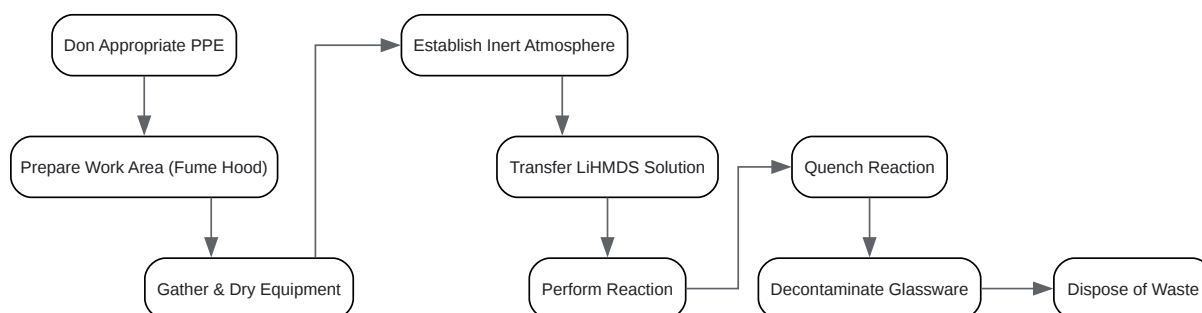 Don Appropriate PPE
Prepare Work Area (Fume Hood)
Gather & Dry Equipment
Establish Inert Atmosphere
Transfer LiHMDS Solution
Perform Reaction
Quench Reaction
Decontaminate Glassware
Dispose of Waste